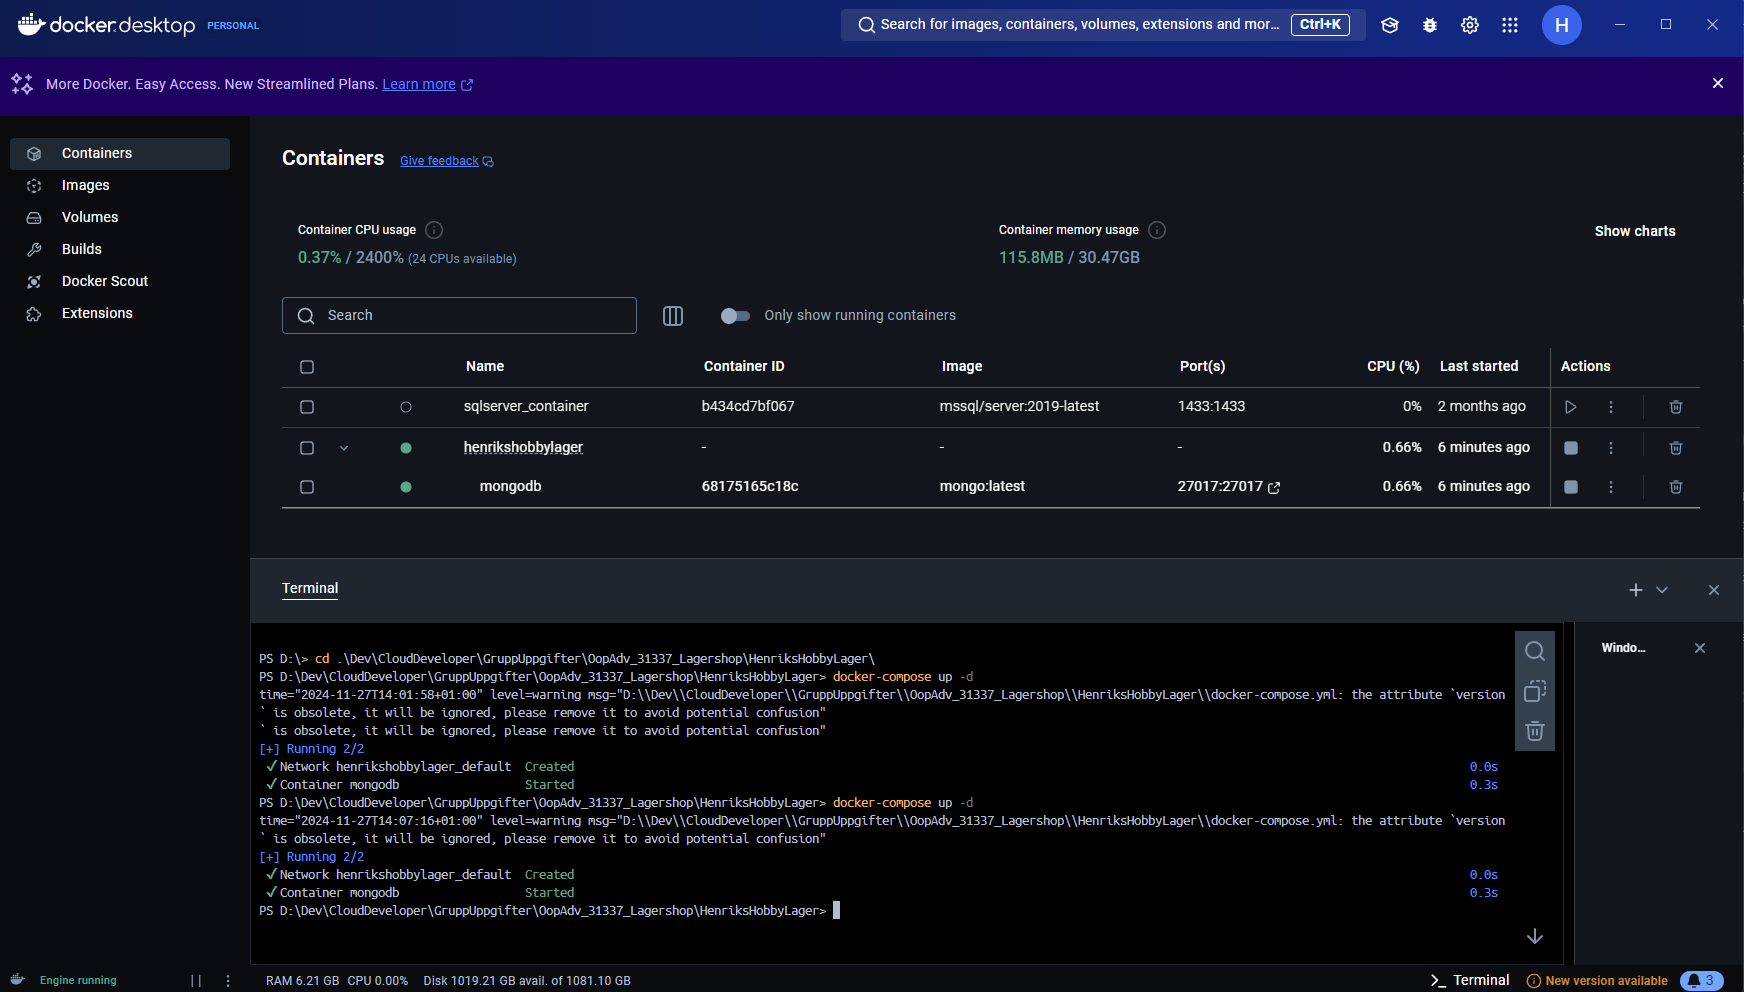 docker.desktop PERSONAL
Search for images, containers, volumes, extensions and mor... Ctrl+K
H
More Docker. Easy Access. New Streamlined Plans. Learn more
Containers
Images
Volumes
Builds
Docker Scout
Extensions
Containers Give feedback
Container CPU usage
0.37% / 2400% (24 CPUs available)
Container memory usage
115.8MB / 30.47GB
Show charts
Search
Only show running containers
Name Container ID Image Port(s) CPU (%) Last started Actions
sqlserver_container b434cd7bf067 mssql/server:2019-latest 1433:1433 0% 2 months ago
henrikshobbylager - - - 0.66% 6 minutes ago
mongodb 68175165c18c mongo:latest 27017:27017 0.66% 6 minutes ago
Terminal
Windo...
PS D:\> cd .\Dev\CloudDeveloper\GruppUppgifter\OopAdv_31337_Lagershop\HenriksHobbyLager\
PS D:\Dev\CloudDeveloper\GruppUppgifter\OopAdv_31337_Lagershop\HenriksHobbyLager> docker-compose up -d
time="2024-11-27T14:01:58+01:00" level=warning msg="D:\\Dev\\CloudDeveloper\\GruppUppgifter\\OopAdv_31337_Lagershop\\HenriksHobbyLager\\docker-compose.yml: the attribute `version
` is obsolete, it will be ignored, please remove it to avoid potential confusion"
` is obsolete, it will be ignored, please remove it to avoid potential confusion"
[+] Running 2/2
✓Network henrikshobbylager_default Created 0.0s
✓Container mongodb Started 0.3s
PS D:\Dev\CloudDeveloper\GruppUppgifter\OopAdv_31337_Lagershop\HenriksHobbyLager> docker-compose up -d
time="2024-11-27T14:07:16+01:00" level=warning msg="D:\\Dev\\CloudDeveloper\\GruppUppgifter\\OopAdv_31337_Lagershop\\HenriksHobbyLager\\docker-compose.yml: the attribute `version
` is obsolete, it will be ignored, please remove it to avoid potential confusion"
[+] Running 2/2
✓Network henrikshobbylager_default Created 0.0s
✓Container mongodb Started 0.3s
PS D:\Dev\CloudDeveloper\GruppUppgifter\OopAdv_31337_Lagershop\HenriksHobbyLager>
Engine running RAM 6.21 GB CPU 0.00% Disk 1019.21 GB avail. of 1081.10 GB >_ Terminal New version available 3